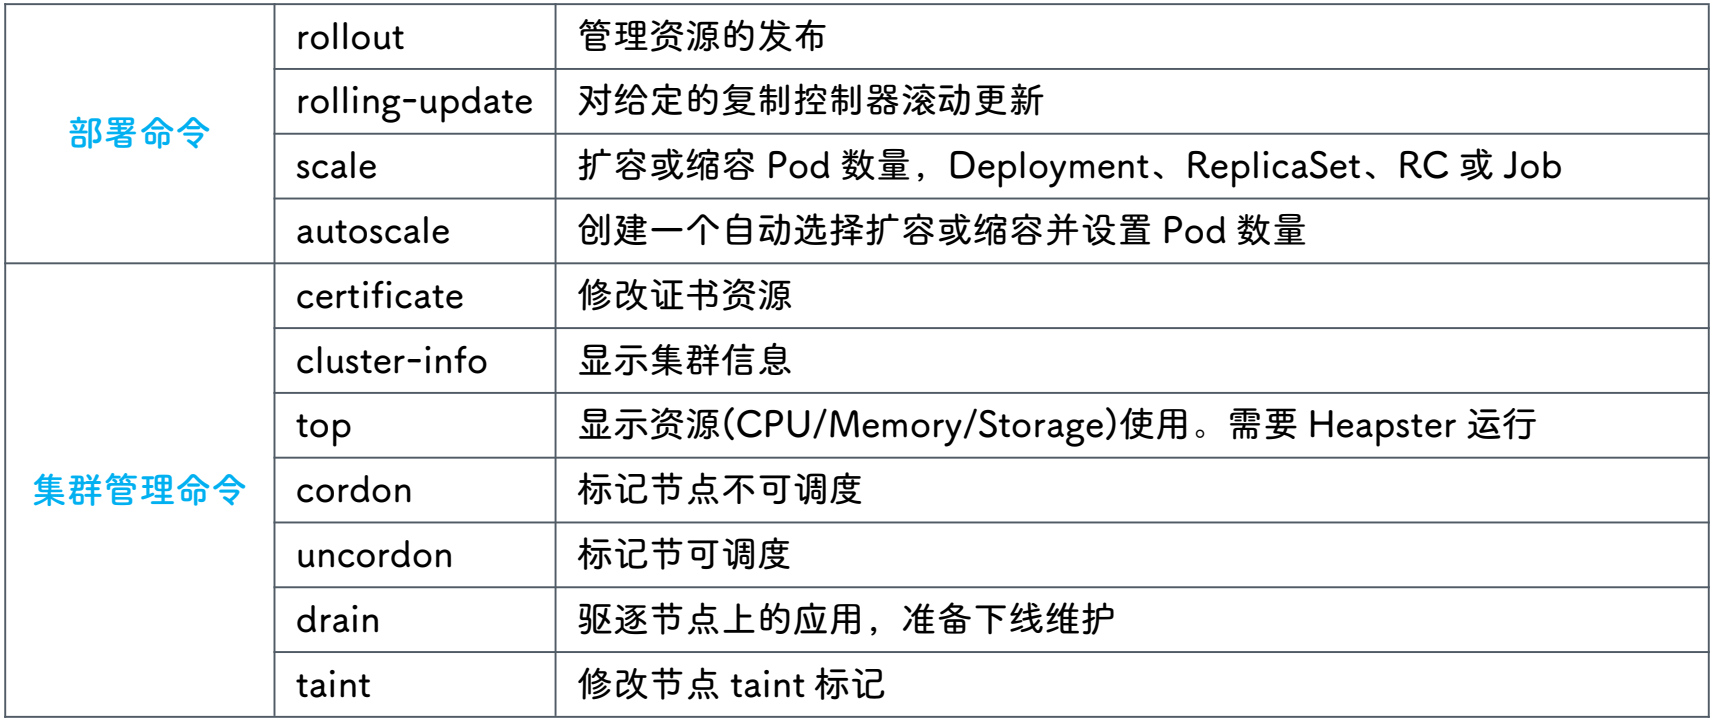 部署命令
rollout 管理资源的发布
rolling-update 对给定的复制控制器滚动更新
scale 扩容或缩容 Pod 数量，Deployment、ReplicaSet、RC 或 Job
autoscale 创建一个自动选择扩容或缩容并设置 Pod 数量
集群管理命令
certificate 修改证书资源
cluster-info 显示集群信息
top 显示资源(CPU/Memory/Storage)使用。需要 Heapster 运行
cordon 标记节点不可调度
uncordon 标记节可调度
drain 驱逐节点上的应用，准备下线维护
taint 修改节点 taint 标记